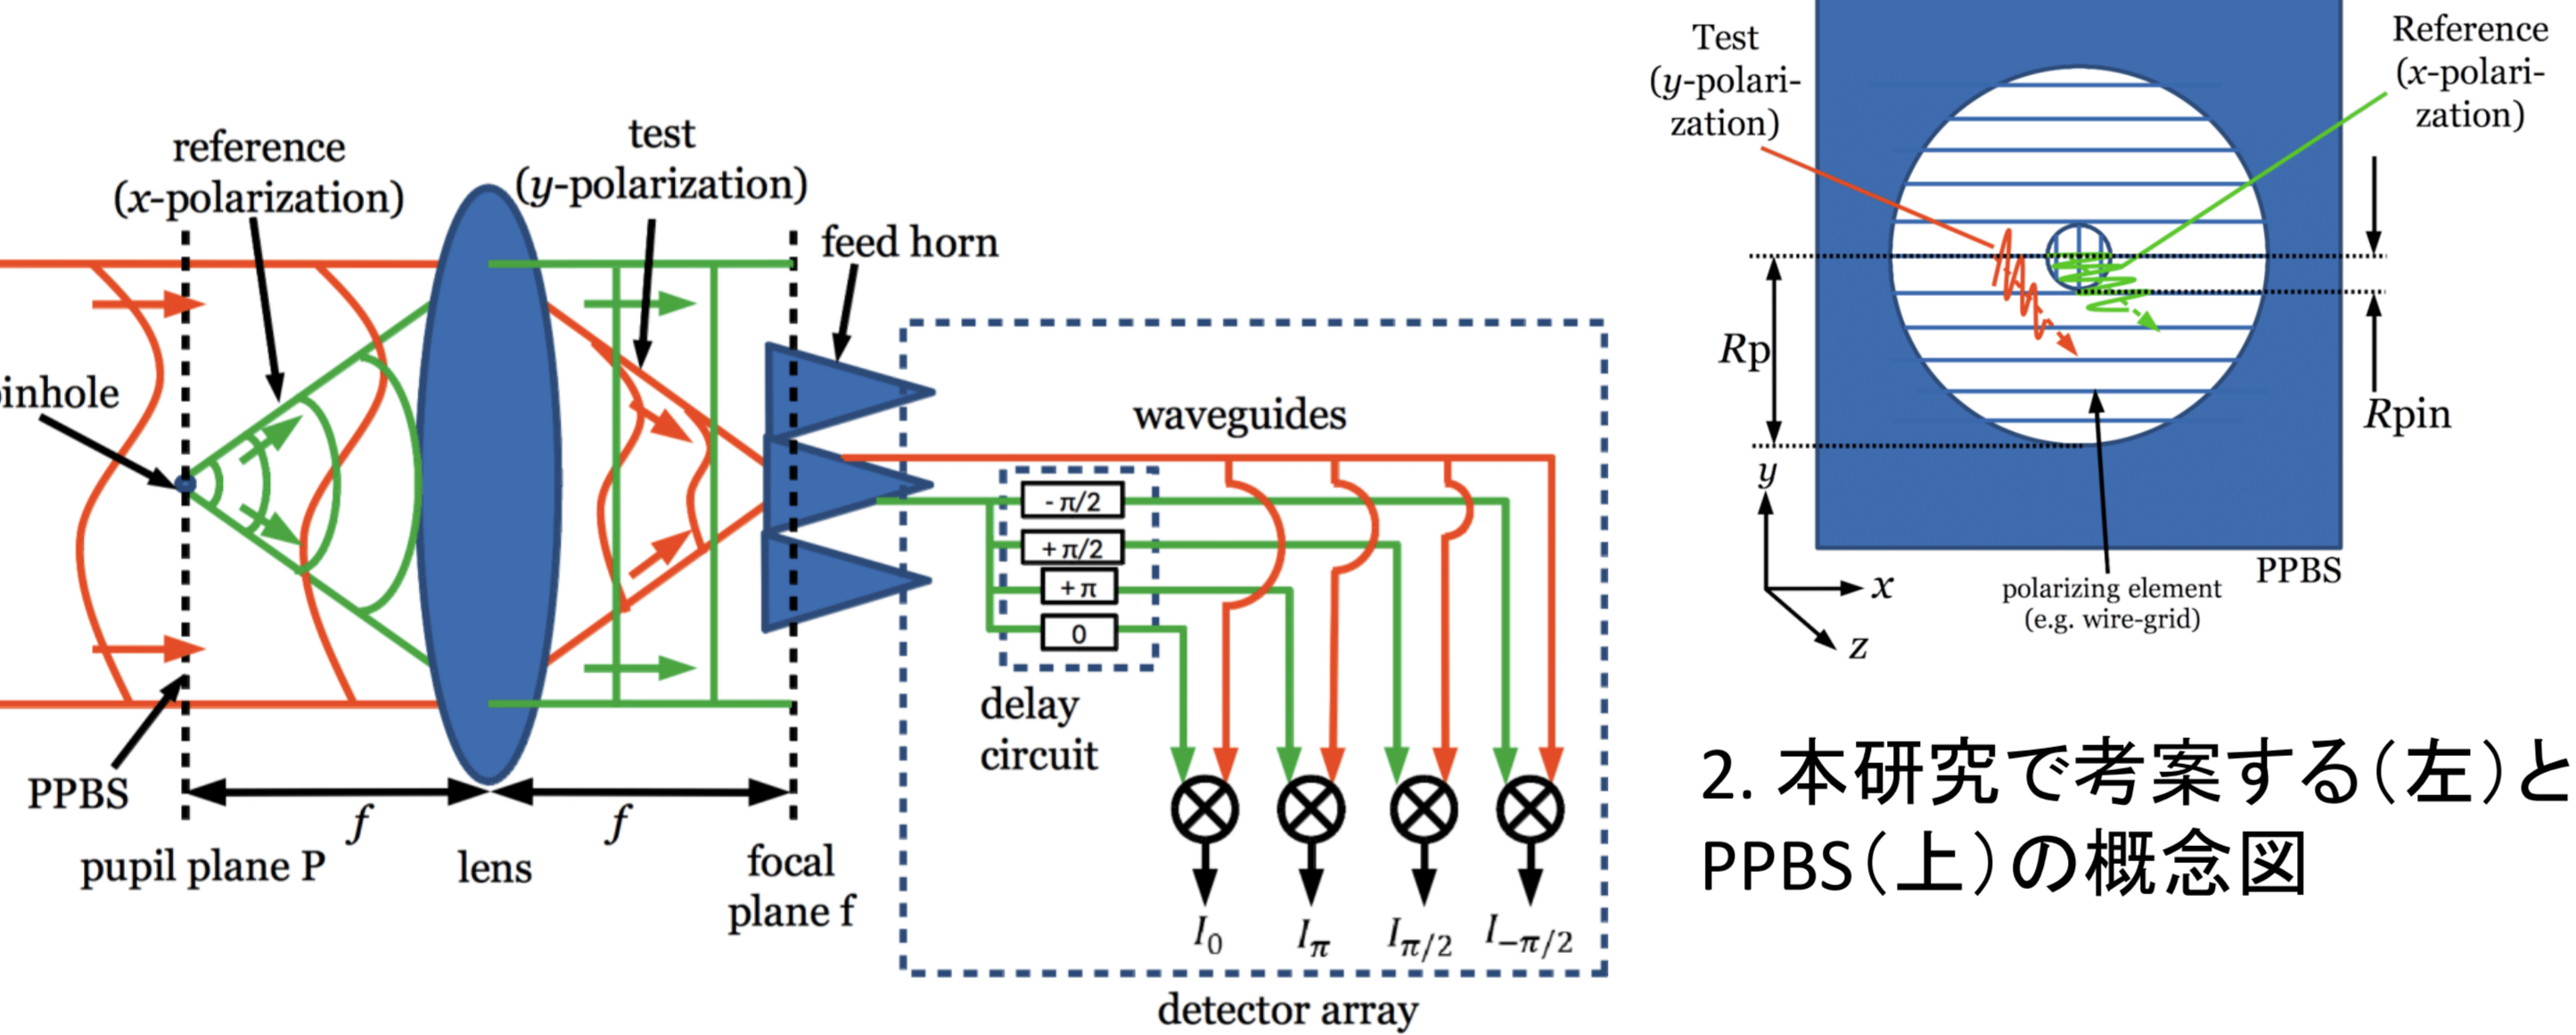 reference
(x-polarization)
test
(y-polarization)
feed horn
inhole
PPBS
f
f
pupil plane P
lens
focal
plane f
waveguides
- π/2
+ π/2
+ π
0
delay
circuit
I0
Iπ
Iπ/2
I−π/2
detector array
Test
(y-polari-
zation)
Reference
(x-polari-
zation)
Rp
Rpin
y
x
z
polarizing element
(e.g. wire-grid)
PPBS
2. 本研究で考案する(左)と
PPBS(上)の概念図